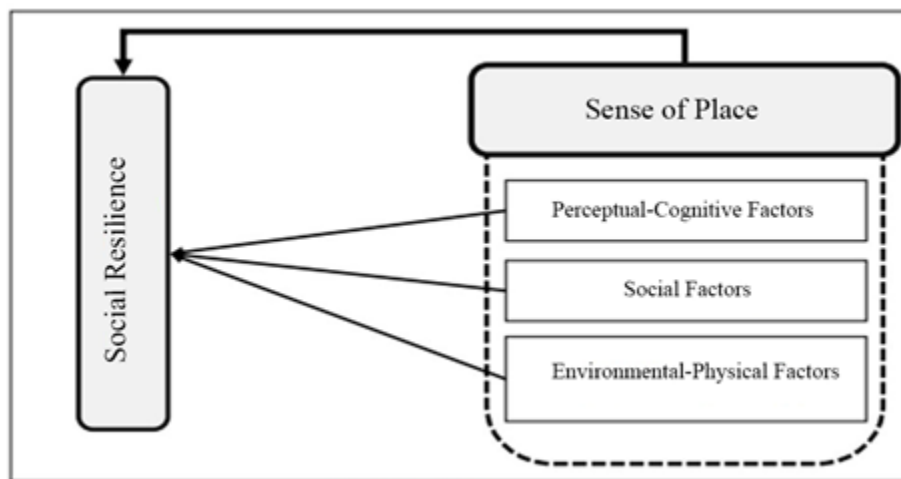 Sense of Place
Social Resilience
Perceptual-Cognitive Factors
Social Factors
Environmental-Physical Factors